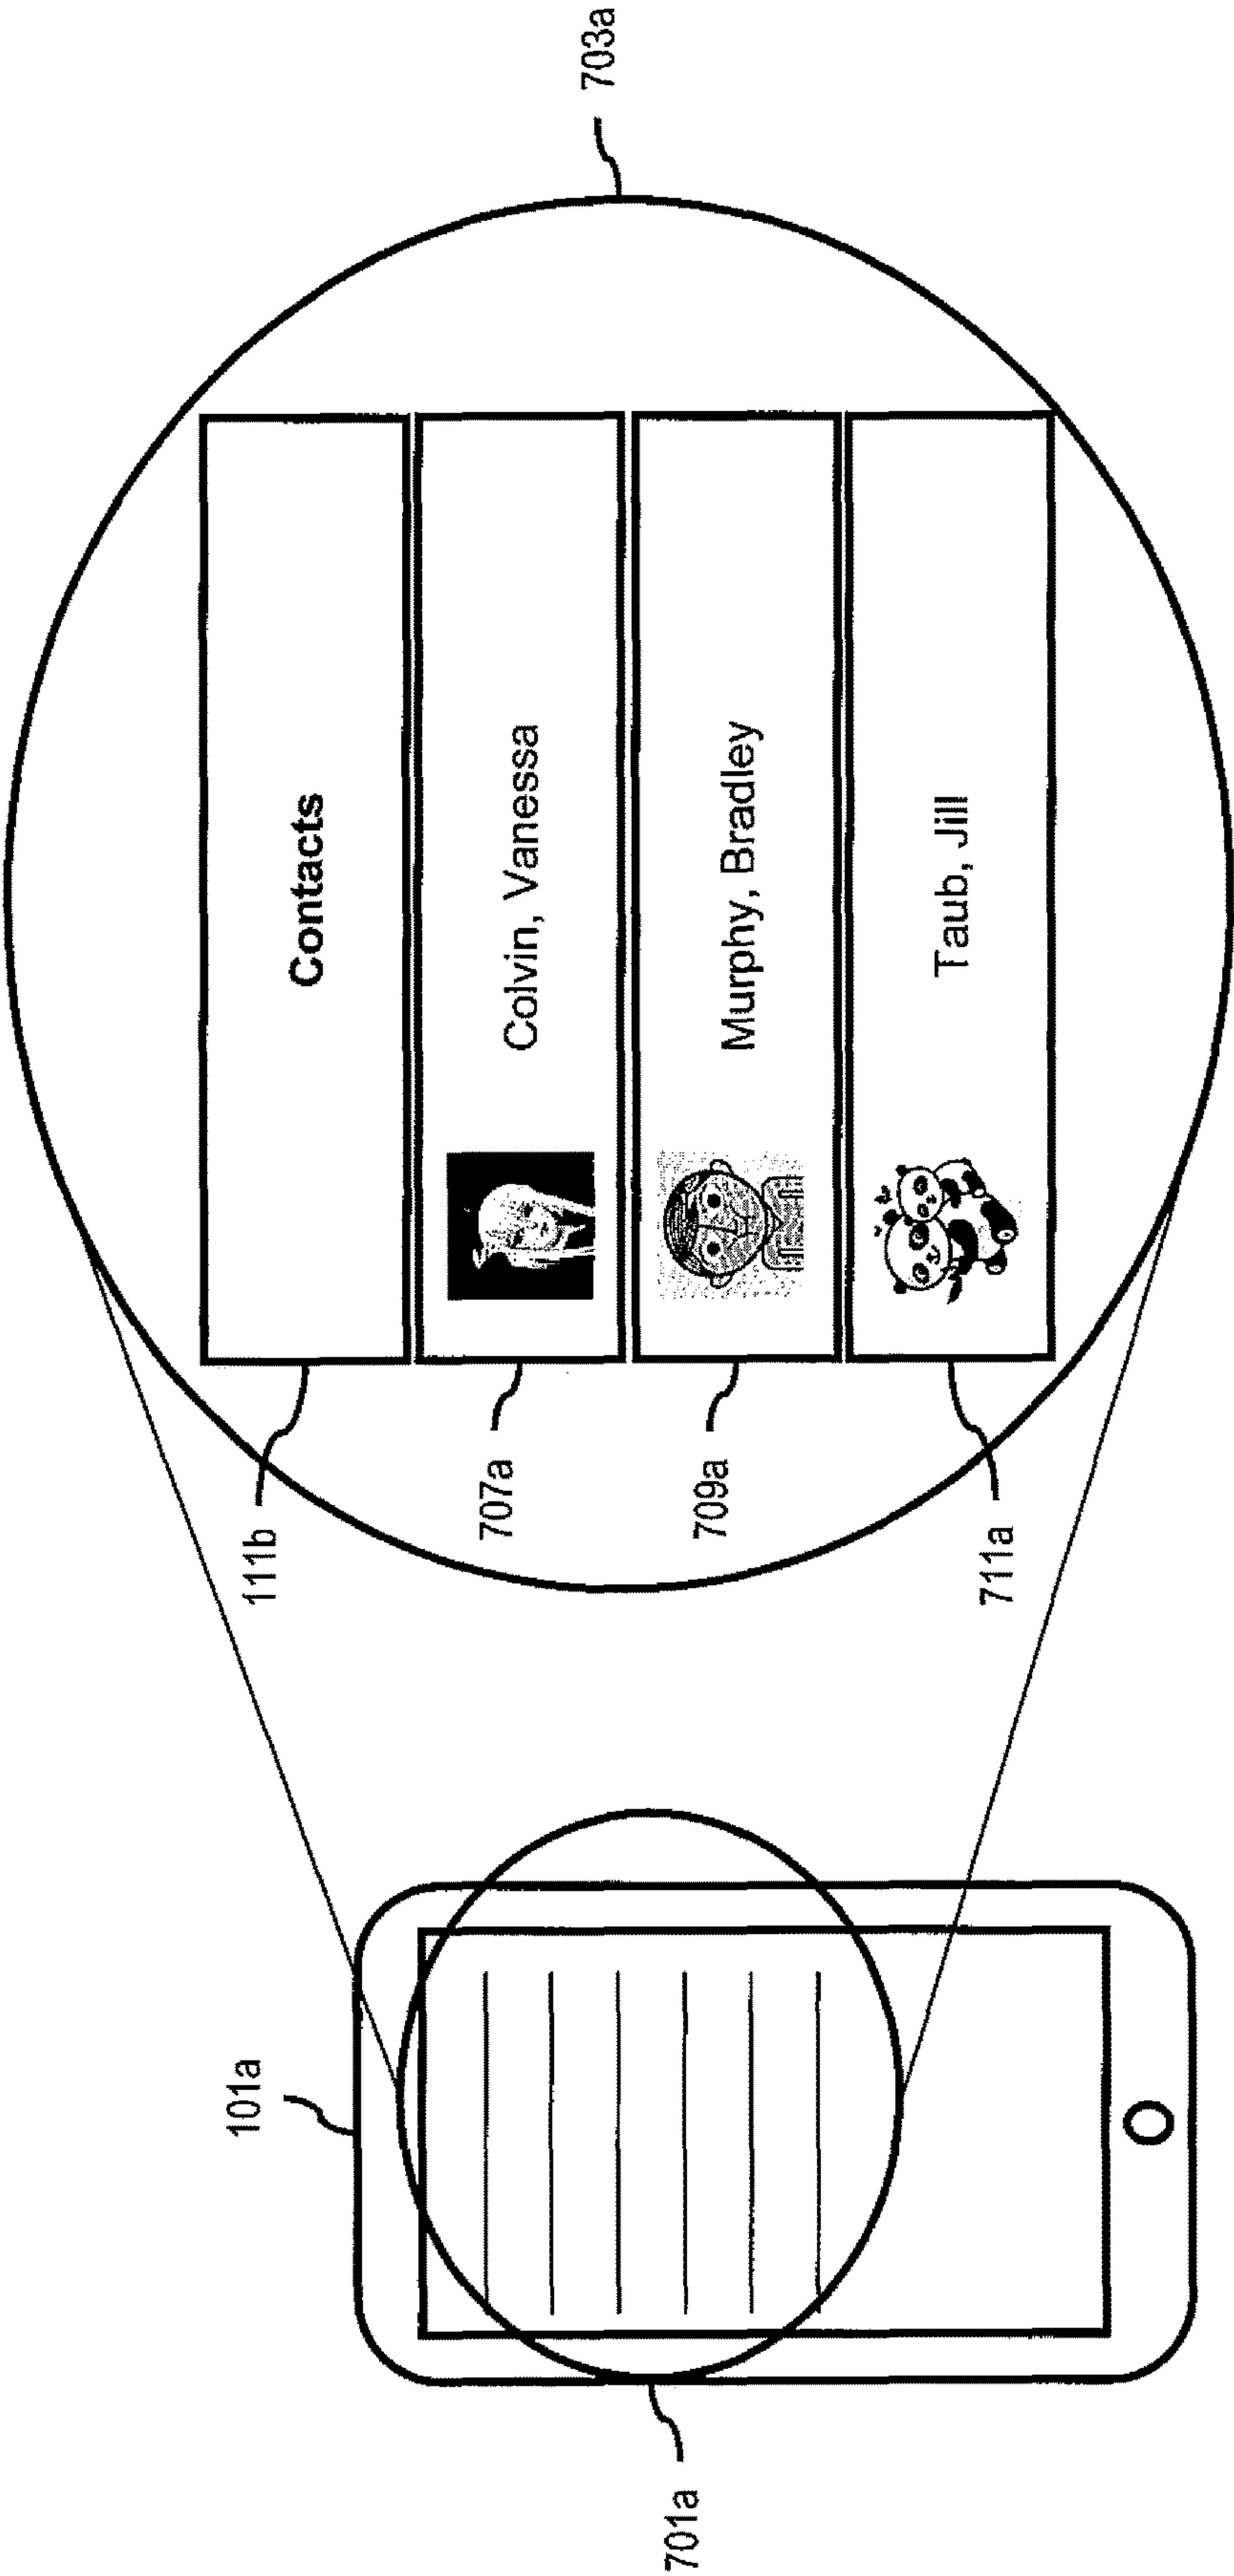 703a
111b
Contacts
707a
Colvin, Vanessa
709a
Murphy, Bradley
711a
Taub, Jill
101a
701a